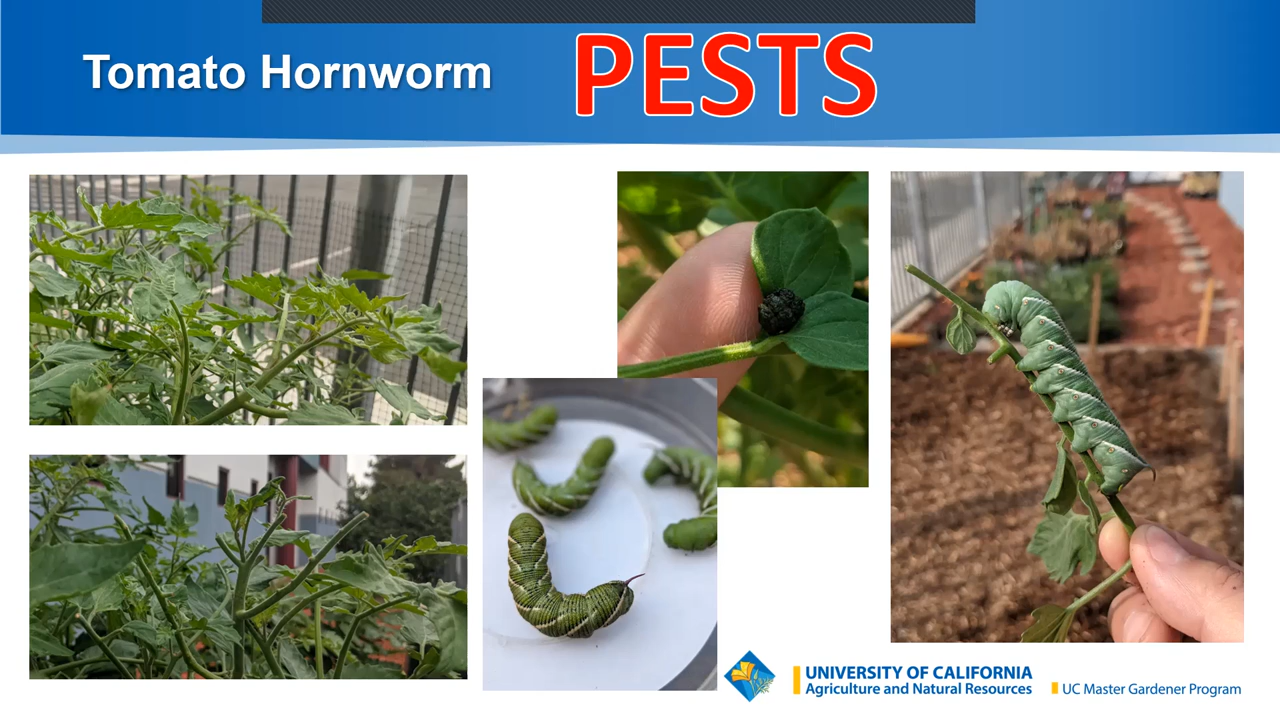 Tomato Hornworm
PESTS
UNIVERSITY OF CALIFORNIA
Agriculture and Natural Resources
UC Master Gardener Program